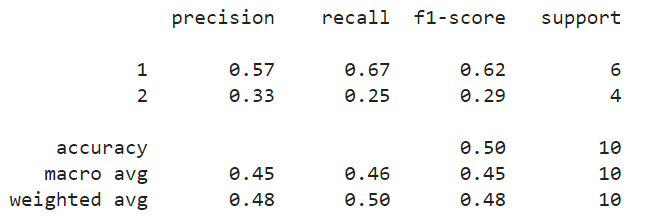 precision recall f1-score support
1 0.57 0.67 0.62 6
2 0.33 0.25 0.29 4
accuracy 0.50 10
macro avg 0.45 0.46 0.45 10
weighted avg 0.48 0.50 0.48 10